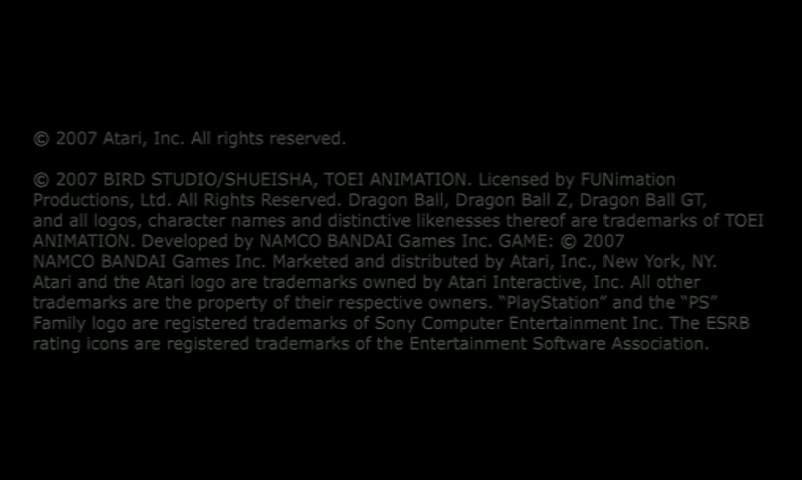 © 2007 Atari, Inc. All rights reserved.
© 2007 BIRD STUDIO/SHUEISHA, TOEI ANIMATION. Licensed by FUNimation
Productions, Ltd. All Rights Reserved. Dragon Ball, Dragon Ball Z, Dragon Ball GT,
and all logos, character names and distinctive likenesses thereof are trademarks of TOEI
ANIMATION. Developed by NAMCO BANDAI Games Inc. GAME: © 2007
NAMCO BANDAI Games Inc. Marketed and distributed by Atari, Inc., New York, NY.
Atari and the Atari logo are trademarks owned by Atari Interactive, Inc. All other
trademarks are the property of their respective owners. “PlayStation” and the “PS”
Family logo are registered trademarks of Sony Computer Entertainment Inc. The ESRB
rating icons are registered trademarks of the Entertainment Software Association.